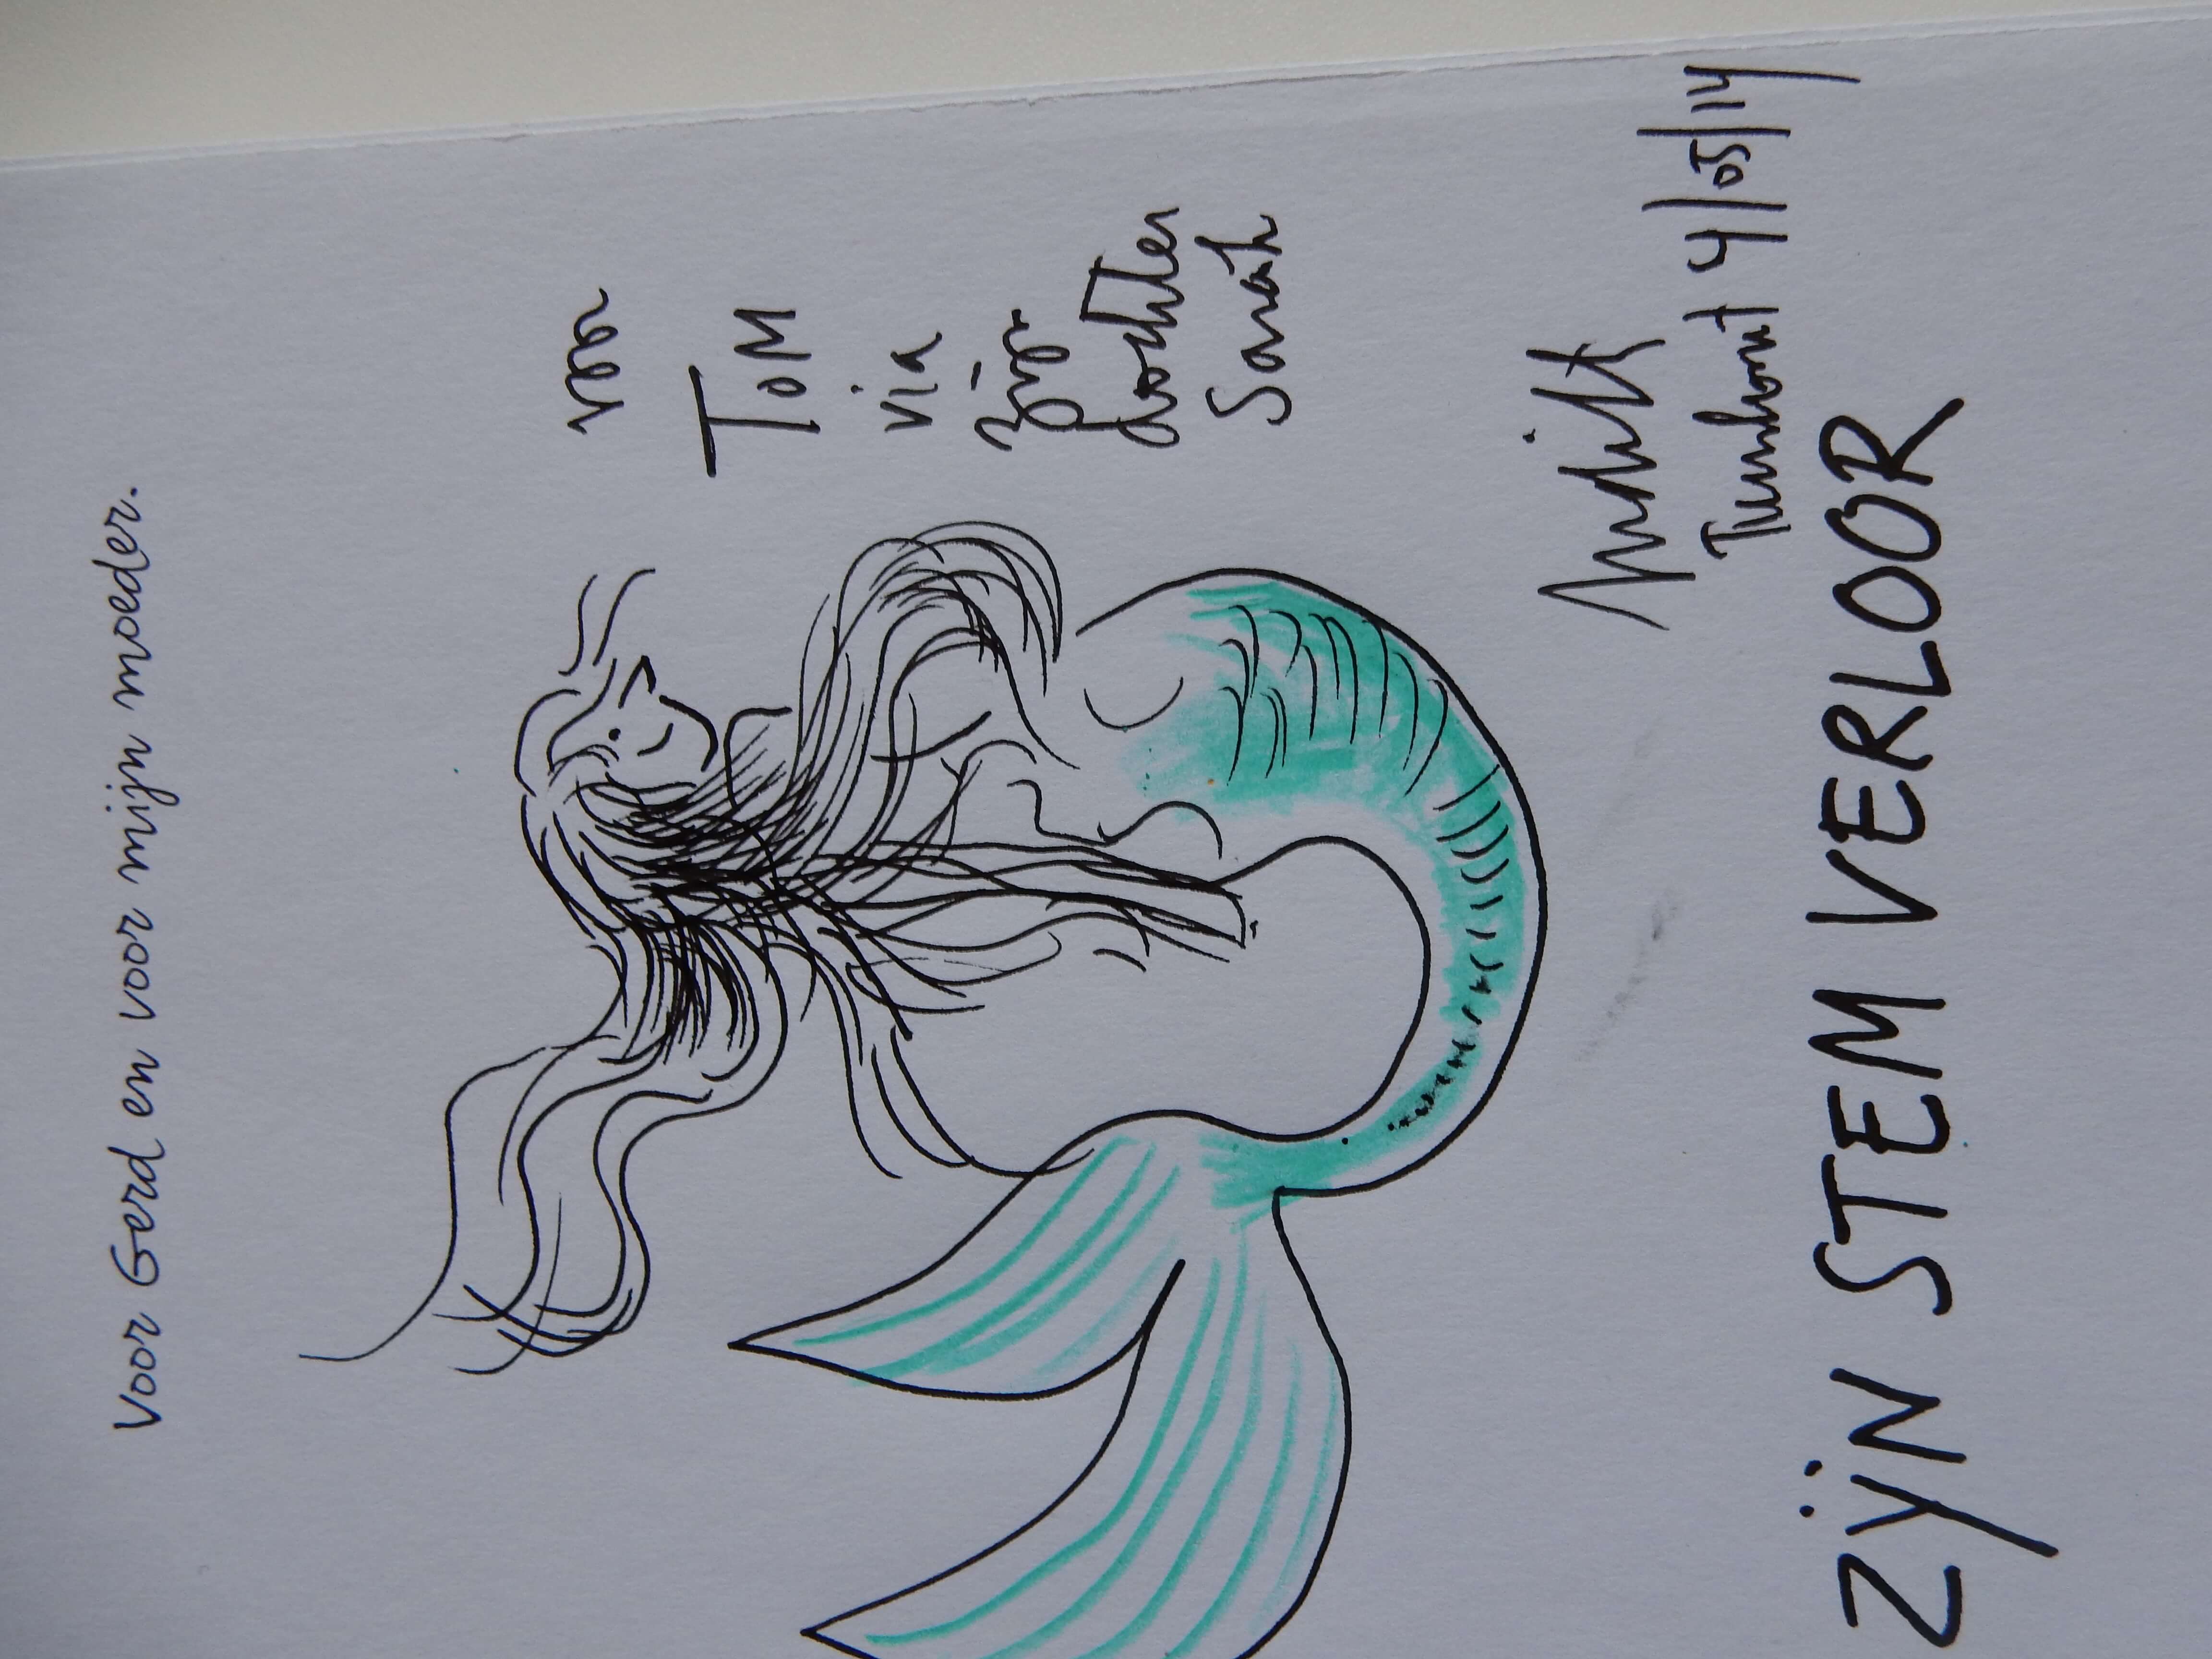 Voor Gerd en voor mijn moeder.
voor
TOM
via
zijn
dochter
Sarah
Judith
Turnhout 4/05/14
ZIJN STEM VERLOOR